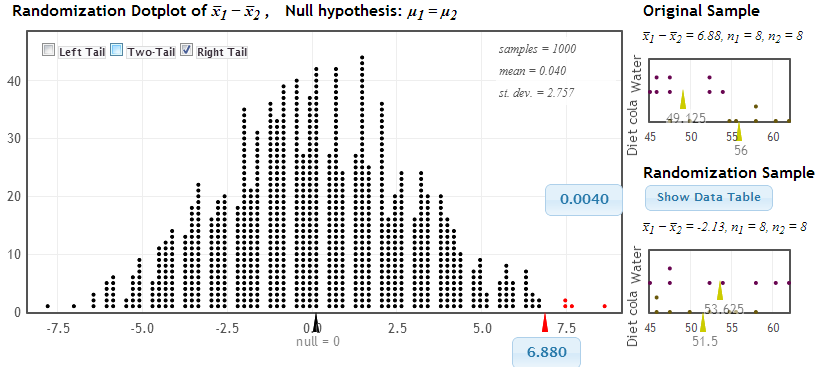 Randomization Dotplot of x̅1 − x̅2 , Null hypothesis: μ1 = μ2
Left Tail Two-Tail Right Tail
samples = 1000
mean = 0.040
st. dev. = 2.757
40
30
20
10
0
0.0040
-7.5 -5.0 -2.5 0.0 2.5 5.0 7.5
null = 0
6.880
Original Sample
x̅1 − x̅2 = 6.88, n1 = 8, n2 = 8
Diet cola Water
49.125
45 50 55 60
56
Randomization Sample
Show Data Table
x̅1 − x̅2 = -2.13, n1 = 8, n2 = 8
Diet cola Water
53.625
45 50 55 60
51.5